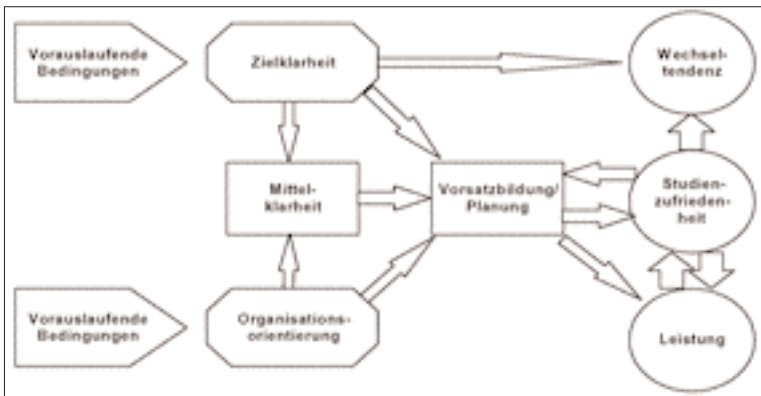 Vorauslaufende
Bedingungen
Zielklarheit
Wechsel-
tendenz
Mittel-
klarheit
Vorsatzbildung/
Planung
Studien-
zufrieden-
heit
Vorauslaufende
Bedingungen
Organisations-
orientierung
Leistung